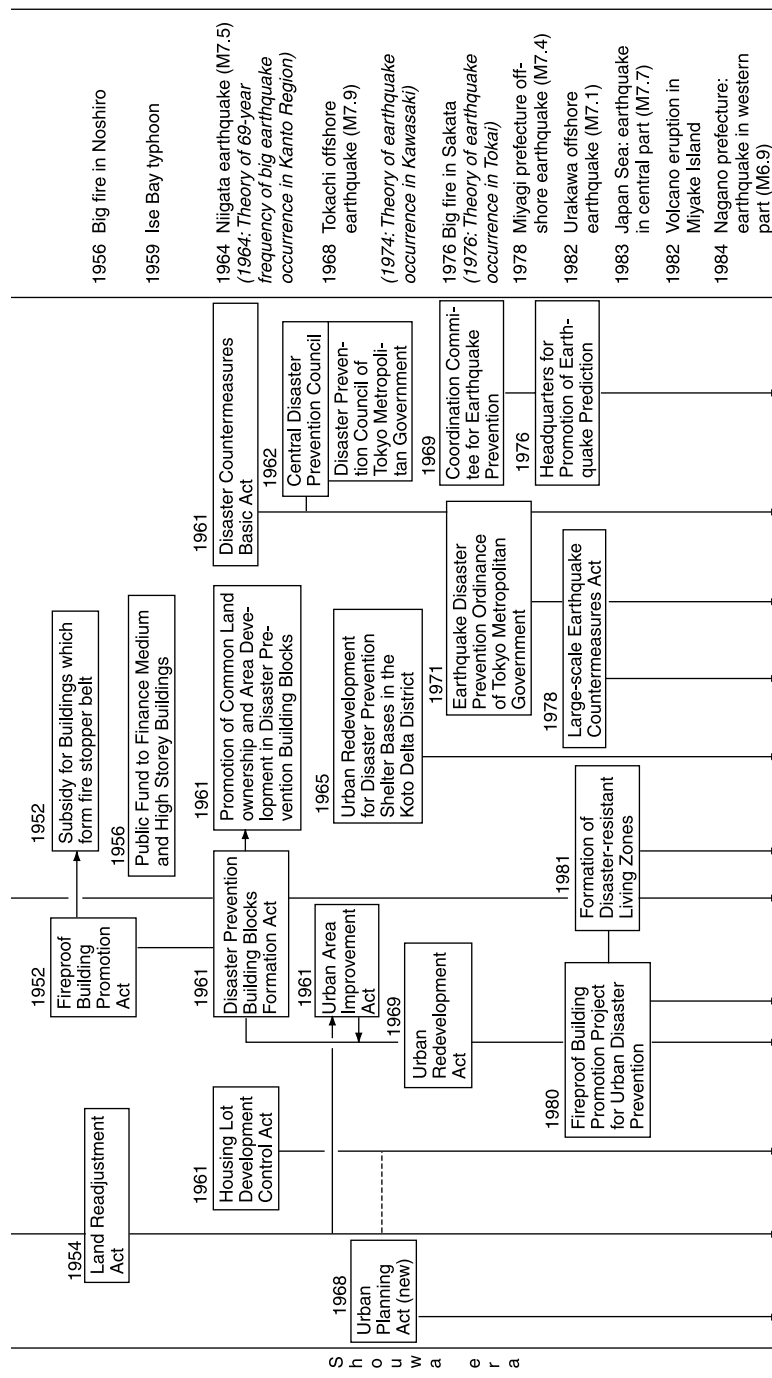 Showa era
1954
Land Readjustment
Act
1968
Urban
Planning
Act (new)
1961
Housing Lot
Development
Control Act
1952
Fireproof
Building
Promotion
Act
1961
Disaster Prevention
Building Blocks
Formation Act
1961
Urban Area
Improvement
Act
1969
Urban
Redevelopment
Act
1980
Fireproof Building
Promotion Project
for Urban Disaster
Prevention
1952
Subsidy for Buildings which
form fire stopper belt
1956
Public Fund to Finance Medium
and High Storey Buildings
1961
Promotion of Common Land
ownership and Area Deve-
lopment in Disaster Pre-
vention Building Blocks
1965
Urban Redevelopment
for Disaster Prevention
Shelter Bases in the
Koto Delta District
1981
Formation of
Disaster-resistant
Living Zones
1971
Earthquake Disaster
Prevention Ordinance
of Tokyo Metropolitan
Government
1978
Large-scale Earthquake
Countermeasures Act
1961
Disaster Countermeasures
Basic Act
1962
Central Disaster
Prevention Council
Disaster Preven-
tion Council of
Tokyo Metropoli-
tan Government
1969
Coordination Commit-
tee for Earthquake
Prevention
1976
Headquarters for
Promotion of Earth-
quake Prediction
1956 Big fire in Noshiro
1959 Ise Bay typhoon
1964 Niigata earthquake (M7.5)
(1964: Theory of 69-year
frequency of big earthquake
occurrence in Kanto Region)
1968 Tokachi offshore
earthquake (M7.9)
(1974: Theory of earthquake
occurrence in Kawasaki)
1976 Big fire in Sakata
(1976: Theory of earthquake
occurrence in Tokai)
1978 Miyagi prefecture off-
shore earthquake (M7.4)
1982 Urakawa offshore
earthquake (M7.1)
1983 Japan Sea: earthquake
in central part (M7.7)
1982 Volcano eruption in
Miyake Island
1984 Nagano prefecture:
earthquake in western
part (M6.9)